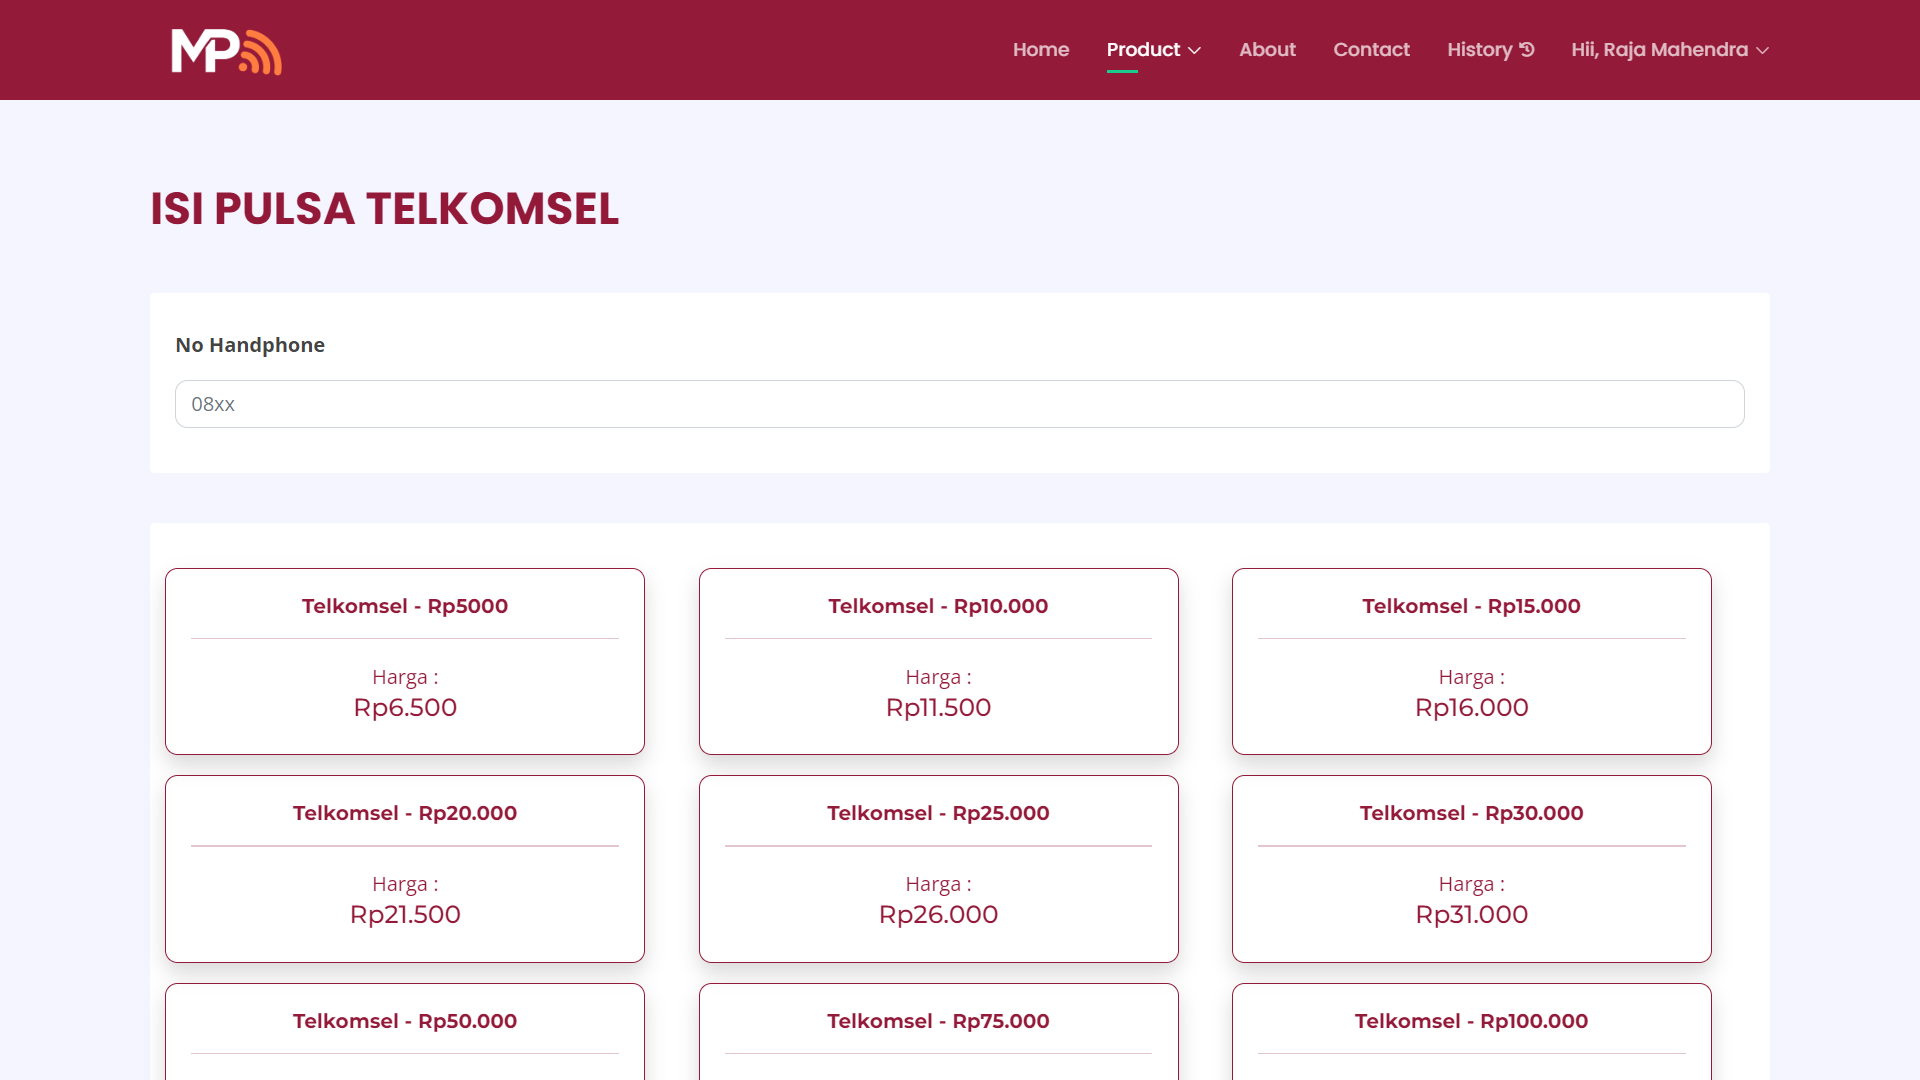 MP
Home
Product
About
Contact
History
Hii, Raja Mahendra
ISI PULSA TELKOMSEL
No Handphone
08xx
Telkomsel - Rp5000
Harga :
Rp6.500
Telkomsel - Rp10.000
Harga :
Rp11.500
Telkomsel - Rp15.000
Harga :
Rp16.000
Telkomsel - Rp20.000
Harga :
Rp21.500
Telkomsel - Rp25.000
Harga :
Rp26.000
Telkomsel - Rp30.000
Harga :
Rp31.000
Telkomsel - Rp50.000
Telkomsel - Rp75.000
Telkomsel - Rp100.000